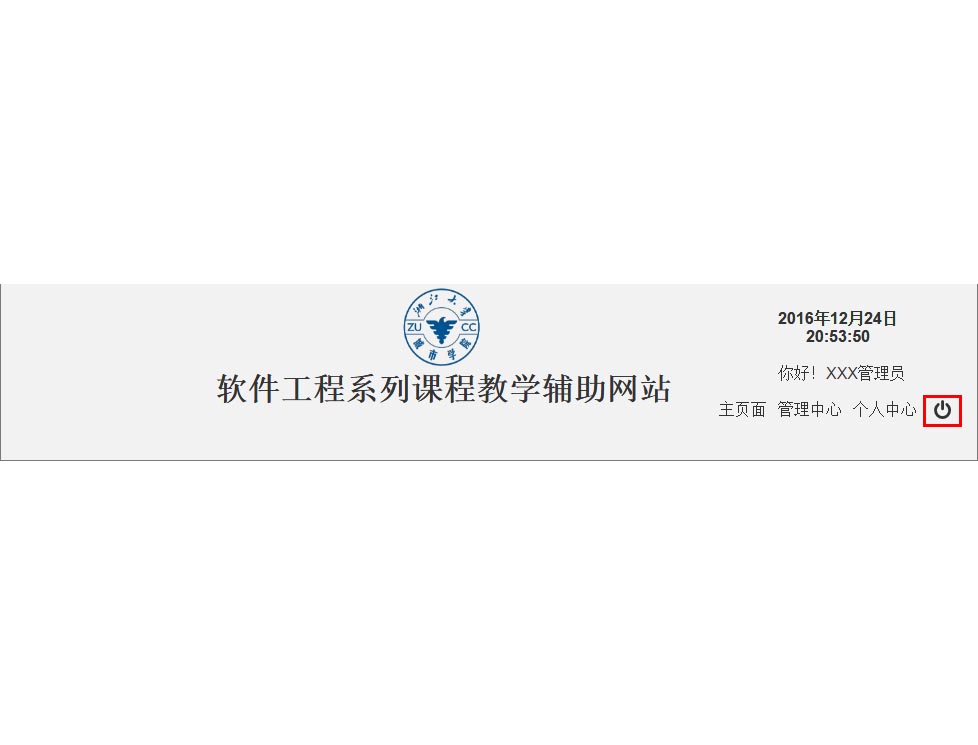 浙江大学
ZU CC
城市学院
软件工程系列课程教学辅助网站
2016年12月24日
20:53:50
你好！XXX管理员
主页面 管理中心 个人中心